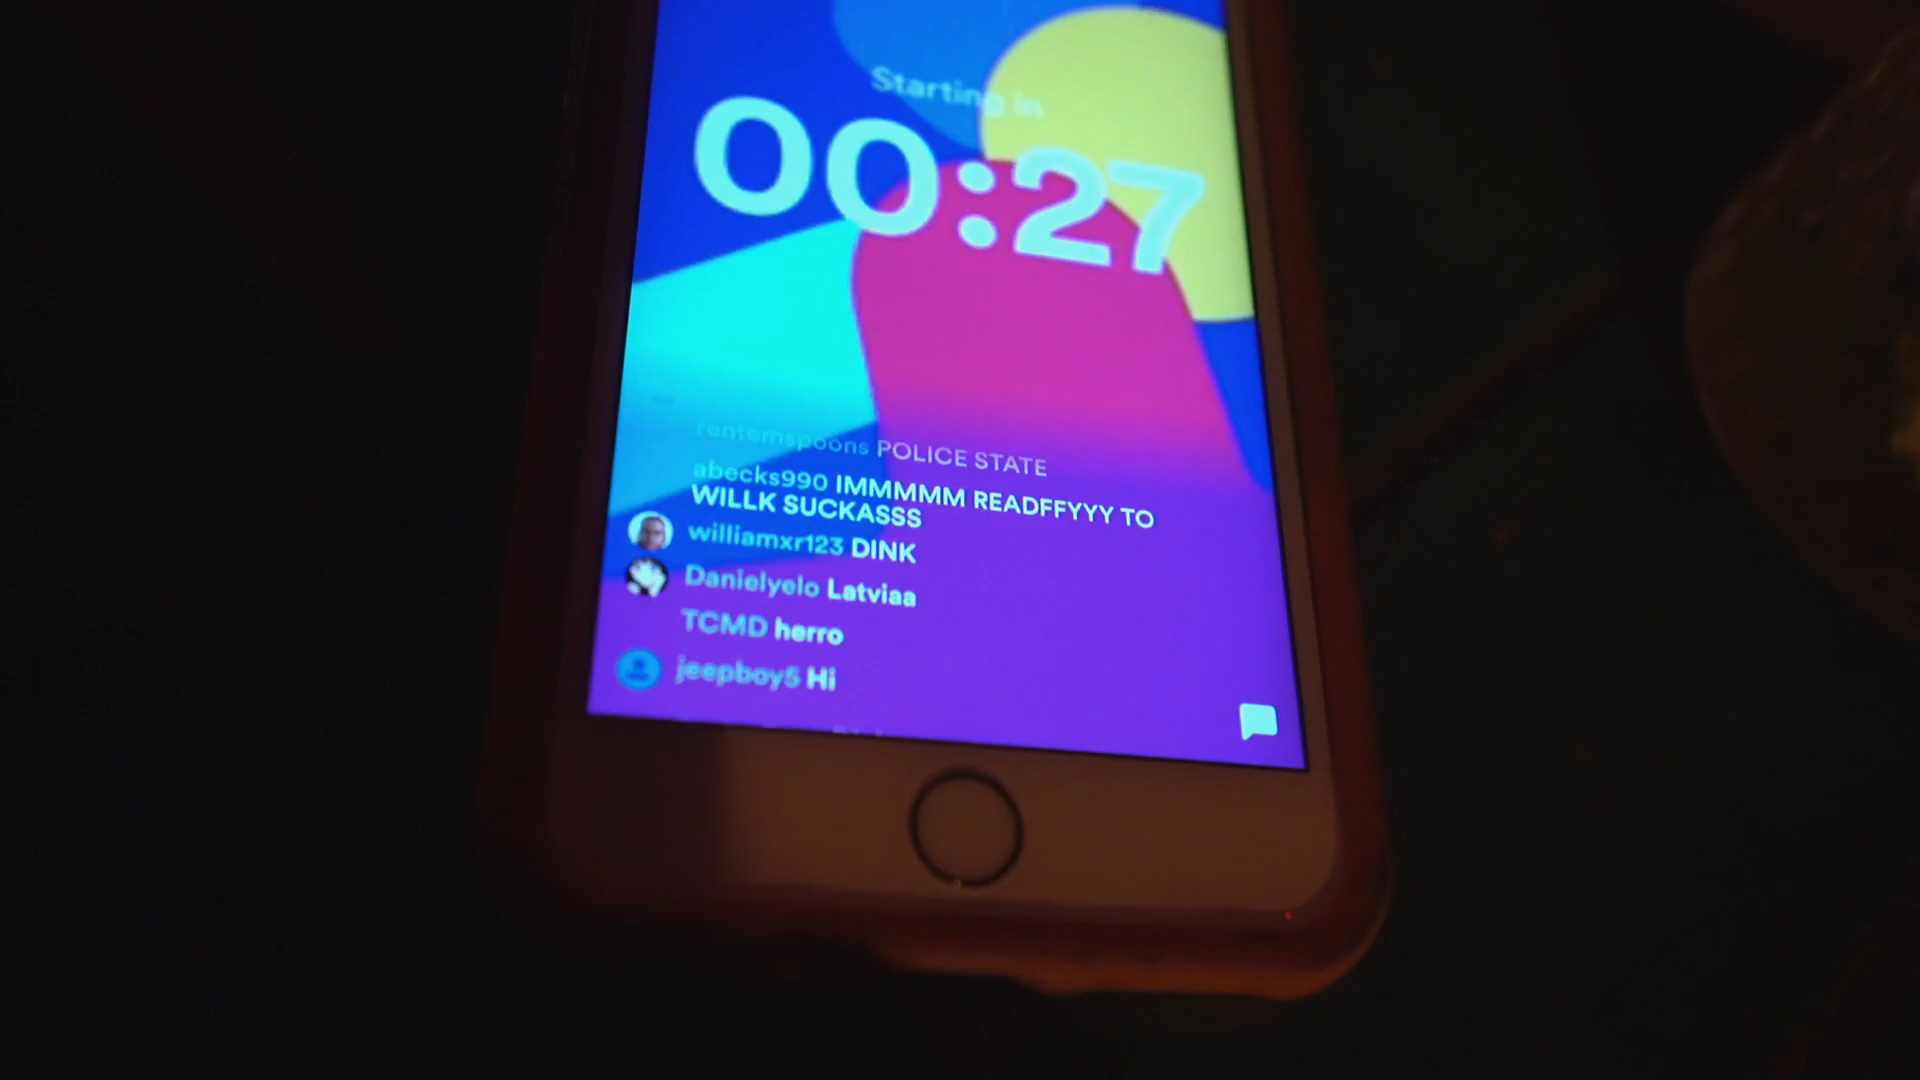 Starting in
00:27
rentemspoons POLICE STATE
abecks990 IMMMMM READFFYYY TO
WILLK SUCKASSS
williamxr123 DINK
Danielyelo Latviaa
TCMD herro
jeepboy5 Hi